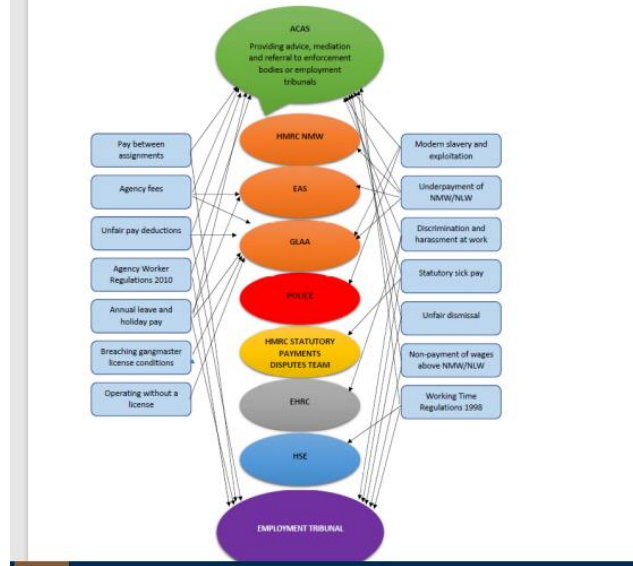 ACAS
Providing advice, mediation
and referral to enforcement
bodies or employment
tribunals
HMRC NMW
EAS
GLAA
POLICE
HMRC STATUTORY
PAYMENTS
DISPUTES TEAM
EHRC
HSE
EMPLOYMENT TRIBUNAL
Pay between
assignments
Agency fees
Unfair pay deductions
Agency Worker
Regulations 2010
Annual leave and
holiday pay
Breaching gangmaster
license conditions
Operating without a
license
Modern slavery and
exploitation
Underpayment of
NMW/NLW
Discrimination and
harassment at work
Statutory sick pay
Unfair dismissal
Non-payment of wages
above NMW/NLW
Working Time
Regulations 1998